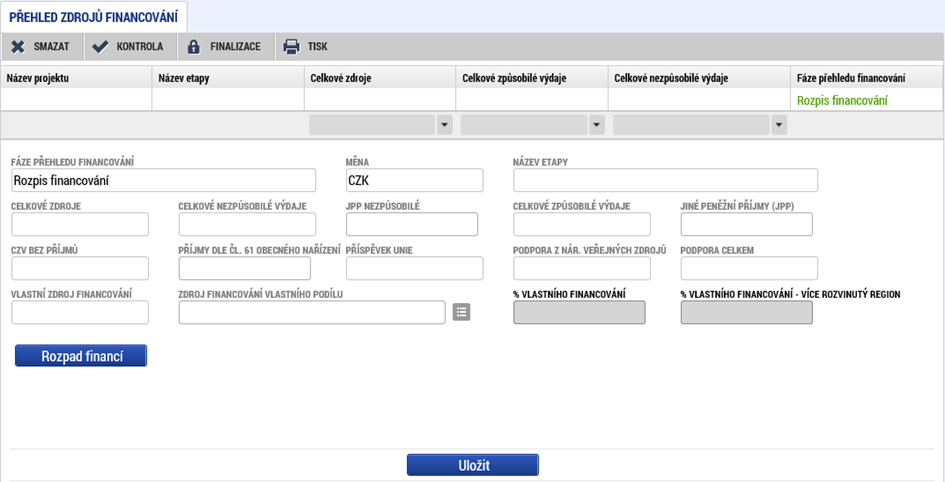 PŘEHLED ZDROJŮ FINANCOVÁNÍ
SMAZAT KONTROLA FINALIZACE TISK
Název projektu Název etapy Celkové zdroje Celkové způsobilé výdaje Celkové nezpůsobilé výdaje Fáze přehledu financování
Rozpis financování
FÁZE PŘEHLEDU FINANCOVÁNÍ MĚNA NÁZEV ETAPY
Rozpis financování CZK
CELKOVÉ ZDROJE CELKOVÉ NEZPŮSOBILÉ VÝDAJE JPP NEZPŮSOBILÉ CELKOVÉ ZPŮSOBILÉ VÝDAJE JINÉ PENĚŽNÍ PŘÍJMY (JPP)
CZV BEZ PŘÍJMŮ PŘÍJMY DLE ČL. 61 OBECNÉHO NAŘÍZENÍ PŘÍSPĚVEK UNIE PODPORA Z NÁR. VEŘEJNÝCH ZDROJŮ PODPORA CELKEM
VLASTNÍ ZDROJ FINANCOVÁNÍ ZDROJ FINANCOVÁNÍ VLASTNÍHO PODÍLU % VLASTNÍHO FINANCOVÁNÍ % VLASTNÍHO FINANCOVÁNÍ - VÍCE ROZVINUTÝ REGION
Rozpad financí
Uložit